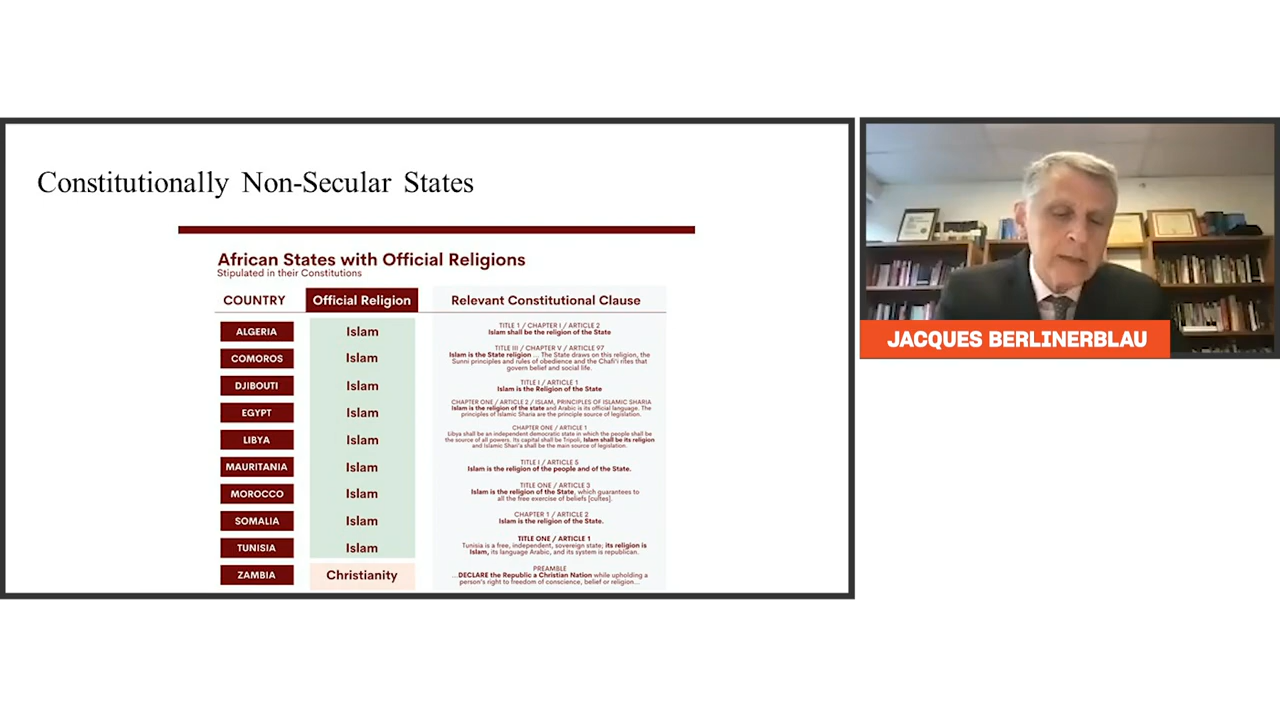 Constitutionally Non-Secular States
African States with Official Religions
Stipulated in their Constitutions
COUNTRY Official Religion Relevant Constitutional Clause
ALGERIA Islam TITLE 1 / CHAPTER I / ARTICLE 2
Islam shall be the religion of the State
COMOROS Islam TITLE III / CHAPTER V / ARTICLE 97
Islam is the State religion ... The State draws on this religion, the
Sunni principles and rules of obedience and the Chafi'i rites that
govern belief and social life.
DJIBOUTI Islam TITLE I / ARTICLE 1
Islam is the Religion of the State
EGYPT Islam CHAPTER ONE / ARTICLE 2 / ISLAM, PRINCIPLES OF ISLAMIC SHARIA
Islam is the religion of the state and Arabic is its official language. The
principles of Islamic Sharia are the principle source of legislation.
LIBYA Islam CHAPTER ONE / ARTICLE 1
Libya shall be an independent democratic state in which the people shall be
the source of all powers. Its capital shall be Tripoli, Islam shall be its religion
and Islamic Shari'a shall be the main source of legislation.
MAURITANIA Islam TITLE I / ARTICLE 5
Islam is the religion of the people and of the State.
MOROCCO Islam TITLE ONE / ARTICLE 3
Islam is the religion of the State, which guarantees to
all the free exercise of beliefs [cultes].
SOMALIA Islam CHAPTER 1 / ARTICLE 2
Islam is the religion of the State.
TUNISIA Islam TITLE ONE / ARTICLE 1
Tunisia is a free, independent, sovereign state; its religion is
Islam, its language Arabic, and its system is republican.
ZAMBIA Christianity PREAMBLE
...DECLARE the Republic a Christian Nation while upholding a
person's right to freedom of conscience, belief or religion...
JACQUES BERLINERBLAU